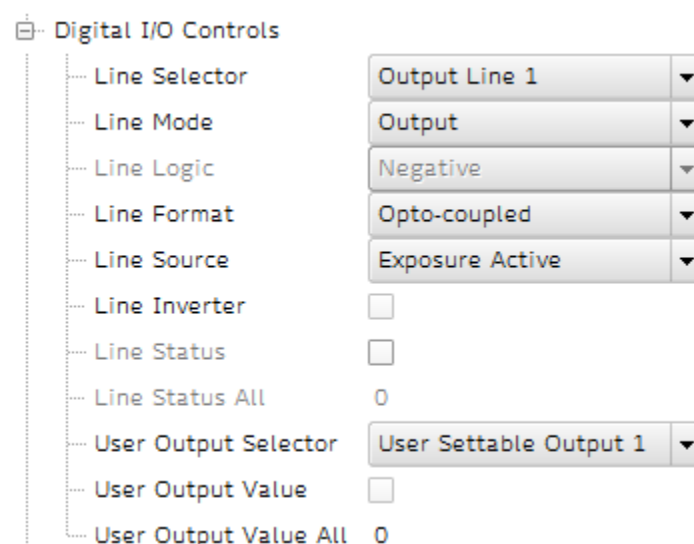 Digital I/O Controls
Line Selector Output Line 1
Line Mode Output
Line Logic Negative
Line Format Opto-coupled
Line Source Exposure Active
Line Inverter
Line Status
Line Status All 0
User Output Selector User Settable Output 1
User Output Value
User Output Value All 0